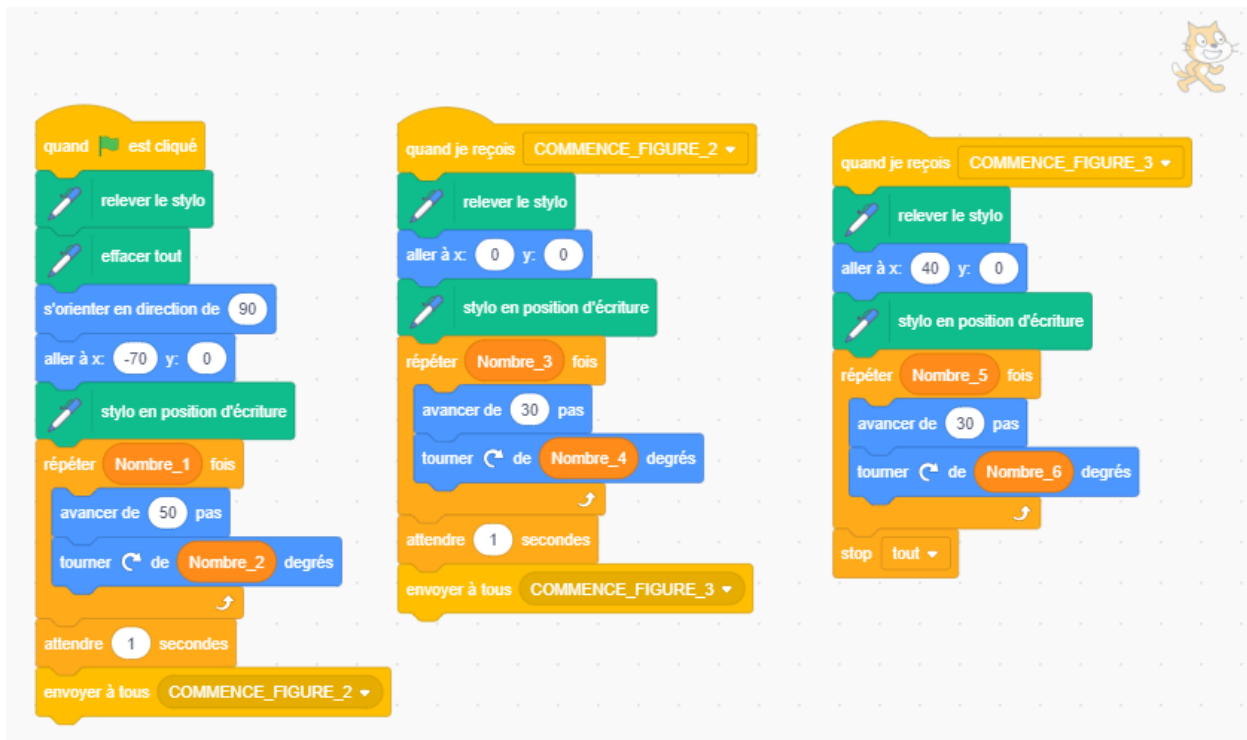 quand est cliqué
relever le stylo
effacer tout
s'orienter en direction de 90
aller à x: -70 y: 0
stylo en position d'écriture
répéter Nombre_1 fois
avancer de 50 pas
tourner de Nombre_2 degrés
attendre 1 secondes
envoyer à tous COMMENCE_FIGURE_2
quand je reçois COMMENCE_FIGURE_2
relever le stylo
aller à x: 0 y: 0
stylo en position d'écriture
répéter Nombre_3 fois
avancer de 30 pas
tourner de Nombre_4 degrés
attendre 1 secondes
envoyer à tous COMMENCE_FIGURE_3
quand je reçois COMMENCE_FIGURE_3
relever le stylo
aller à x: 40 y: 0
stylo en position d'écriture
répéter Nombre_5 fois
avancer de 30 pas
tourner de Nombre_6 degrés
stop tout